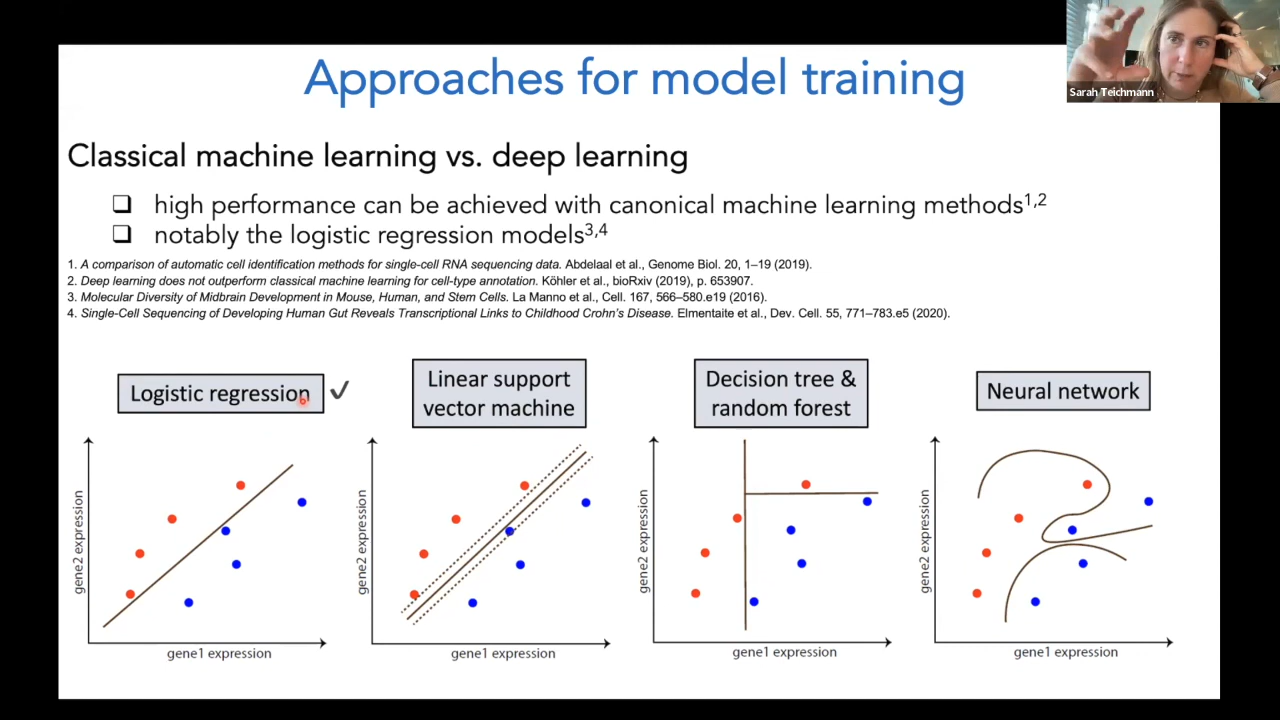 Approaches for model training
Sarah Teichmann
Classical machine learning vs. deep learning
❏ high performance can be achieved with canonical machine learning methods1,2
❏ notably the logistic regression models3,4
1. A comparison of automatic cell identification methods for single-cell RNA sequencing data. Abdelaal et al., Genome Biol. 20, 1–19 (2019).
2. Deep learning does not outperform classical machine learning for cell-type annotation. Köhler et al., bioRxiv (2019), p. 653907.
3. Molecular Diversity of Midbrain Development in Mouse, Human, and Stem Cells. La Manno et al., Cell. 167, 566–580.e19 (2016).
4. Single-Cell Sequencing of Developing Human Gut Reveals Transcriptional Links to Childhood Crohn's Disease. Elmentaite et al., Dev. Cell. 55, 771–783.e5 (2020).
Logistic regression ✓
gene2 expression
gene1 expression
Linear support
vector machine
gene2 expression
gene1 expression
Decision tree &
random forest
gene2 expression
gene1 expression
Neural network
gene2 expression
gene1 expression